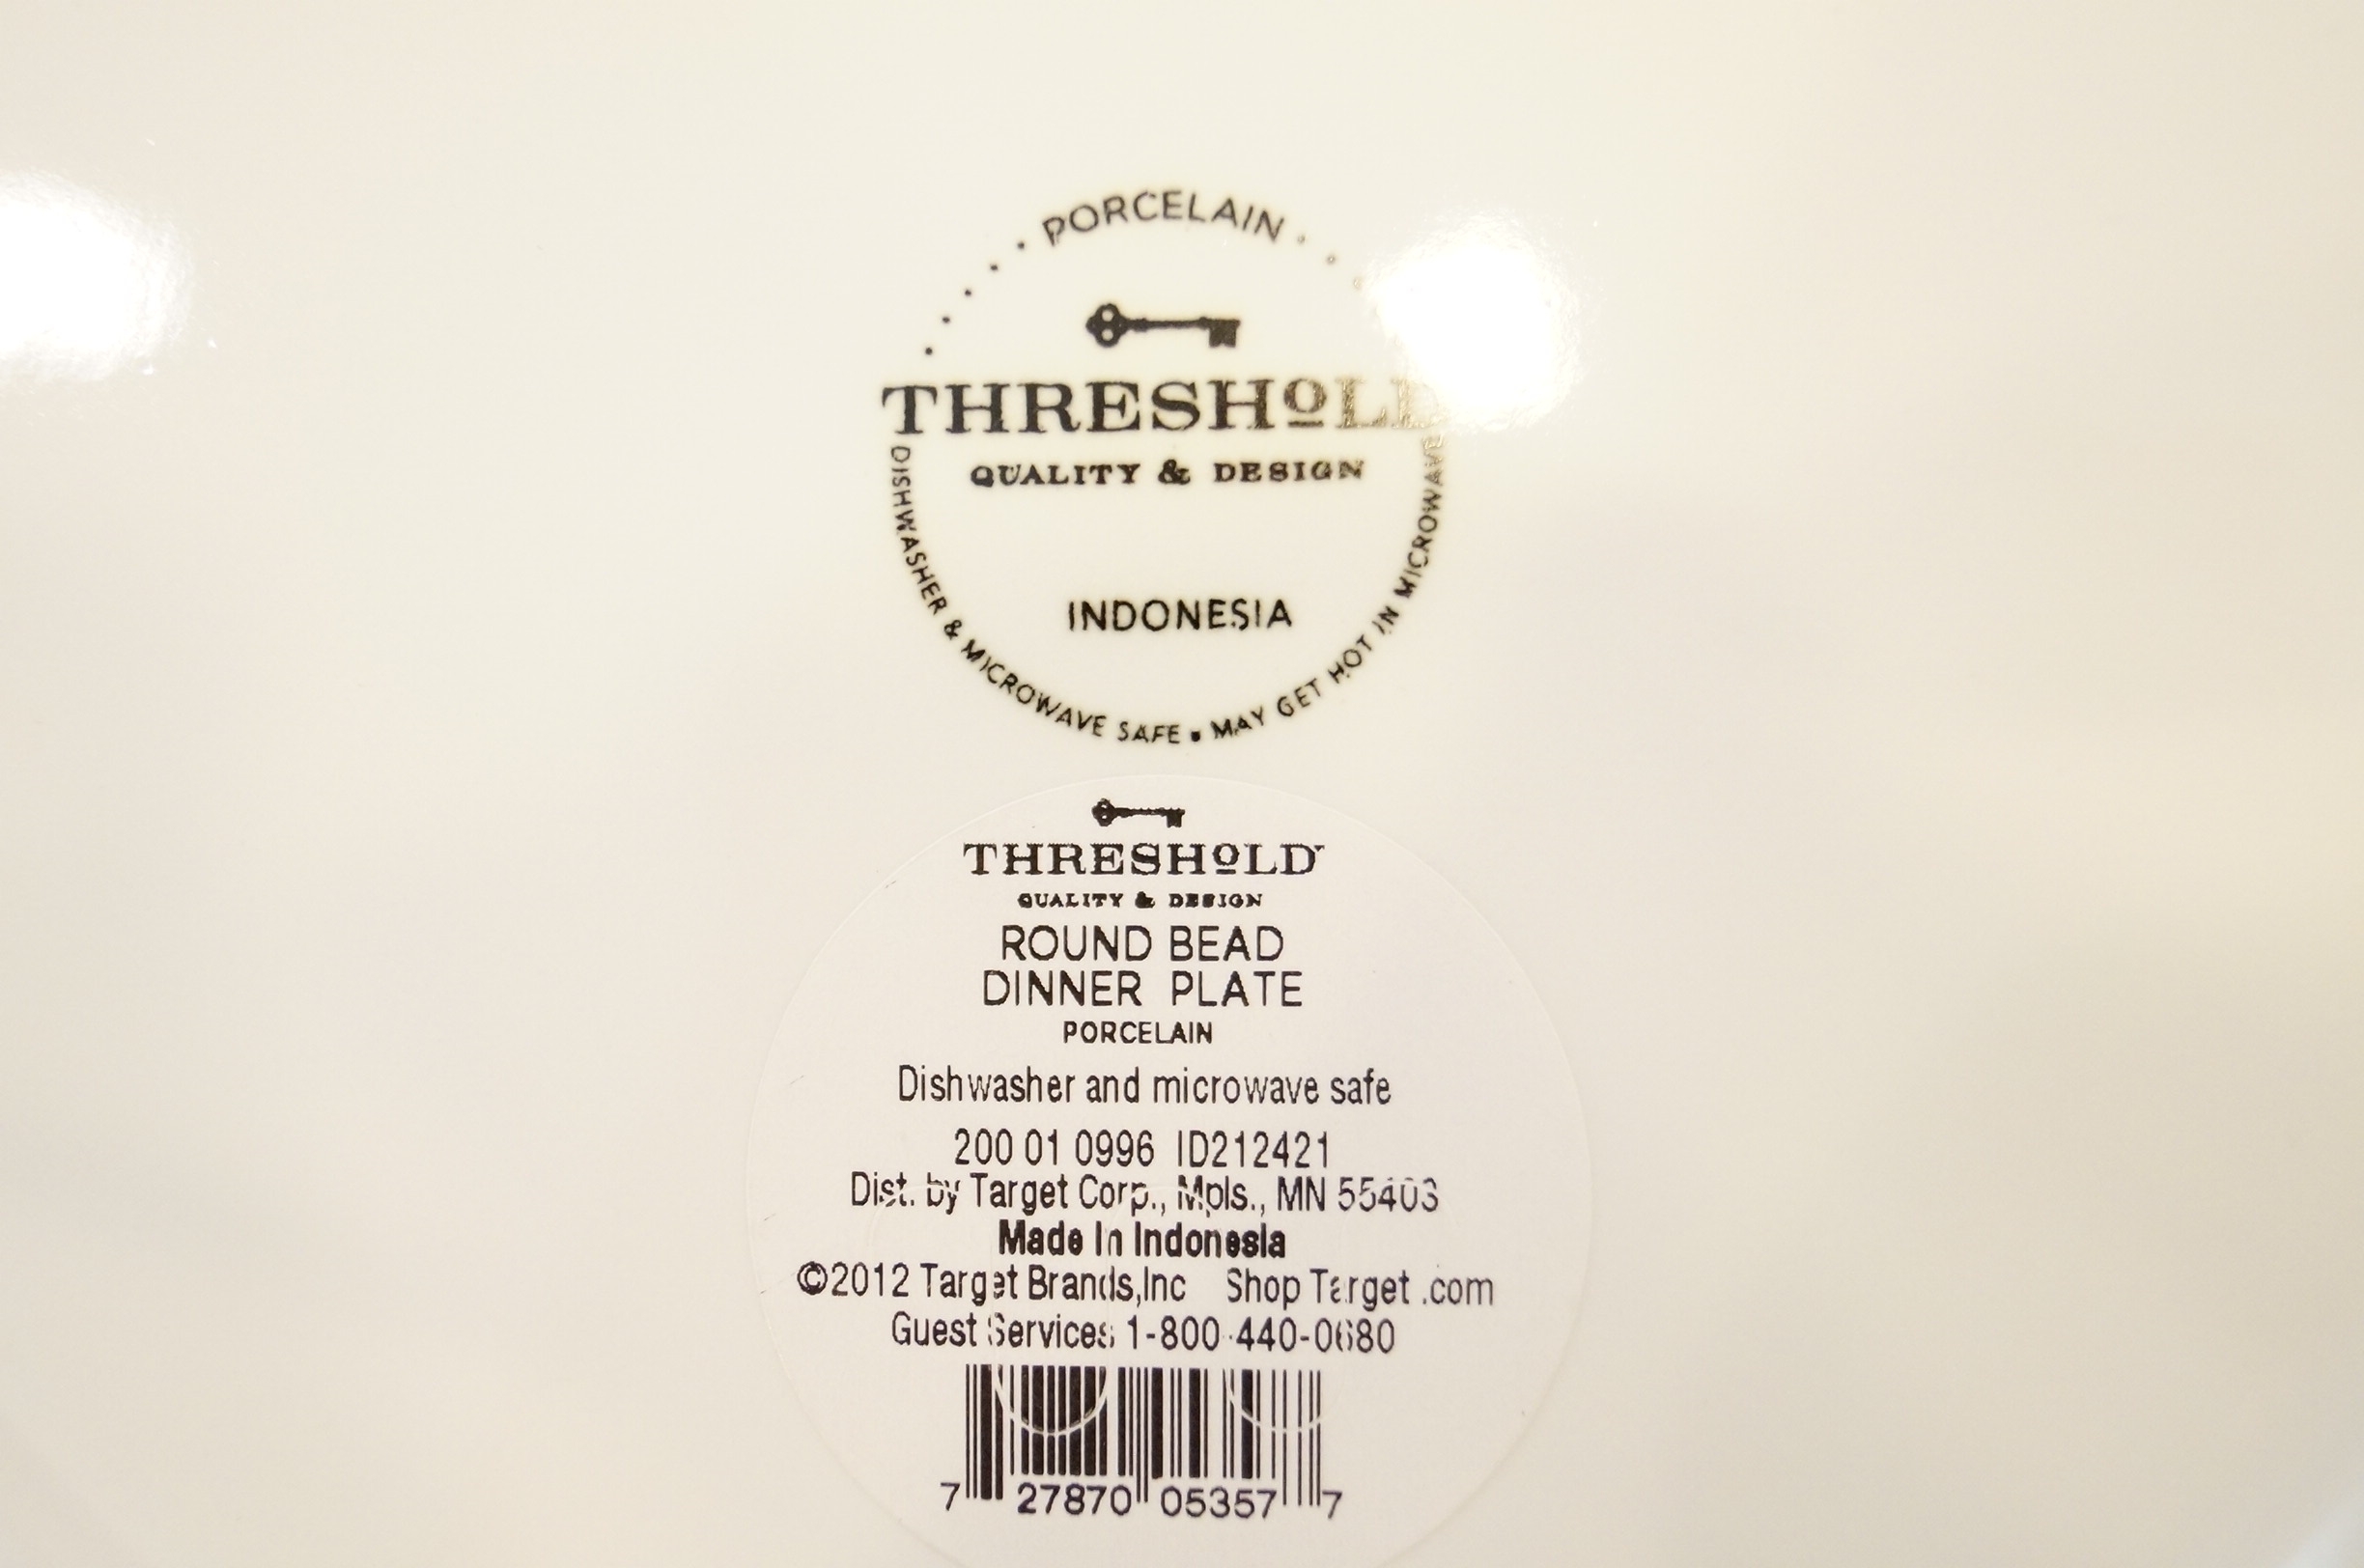 PORCELAIN
THRESHOLD
QUALITY & DESIGN
INDONESIA
DISHWASHER & MICROWAVE SAFE • MAY GET HOT IN MICROWAVE
THRESHOLD
QUALITY & DESIGN
ROUND BEAD
DINNER PLATE
PORCELAIN
Dishwasher and microwave safe
200 01 0996 ID212421
Dist. by Target Corp., Mpls., MN 55403
Made In Indonesia
©2012 Target Brands,Inc Shop Target .com
Guest Services 1-800-440-0680
7 27870 05357 7